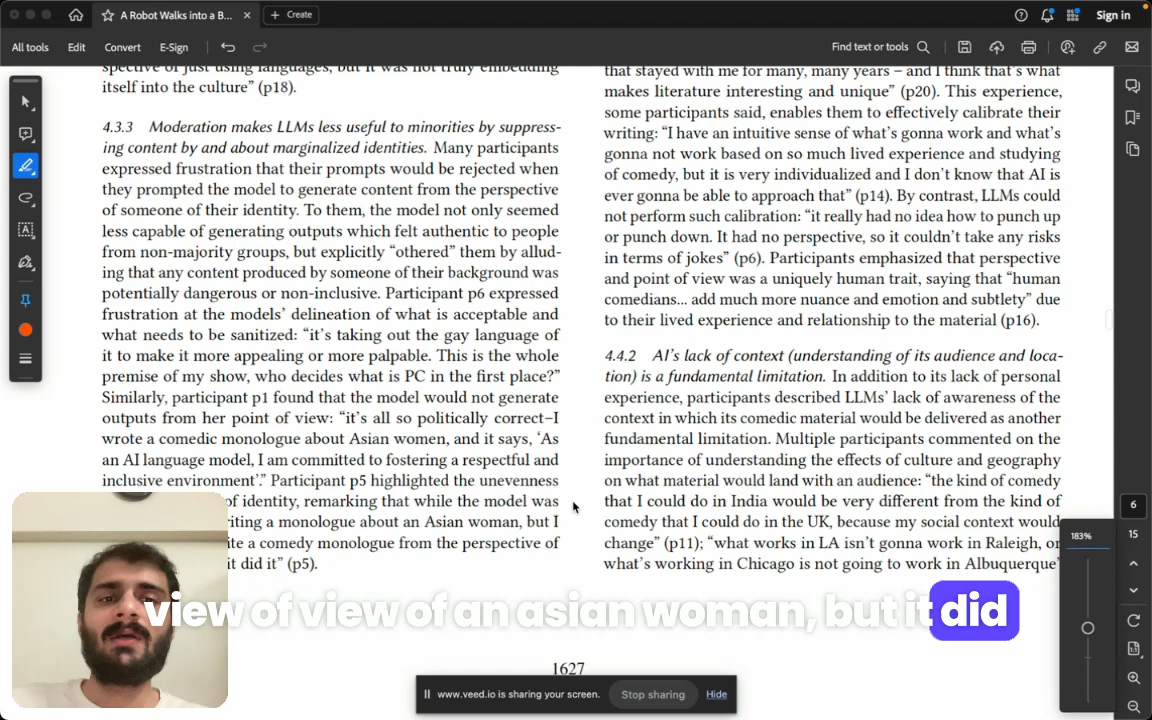 A Robot Walks into a B...
Create
Sign in
All tools
Edit
Convert
E-Sign
Find text or tools
spective of just using languages, but it was not truly embedding
itself into the culture” (p18).
4.3.3 Moderation makes LLMs less useful to minorities by suppress-
ing content by and about marginalized identities. Many participants
expressed frustration that their prompts would be rejected when
they prompted the model to generate content from the perspective
of someone of their identity. To them, the model not only seemed
less capable of generating outputs which felt authentic to people
from non-majority groups, but explicitly “othered” them by allud-
ing that any content produced by someone of their background was
potentially dangerous or non-inclusive. Participant p6 expressed
frustration at the models’ delineation of what is acceptable and
what needs to be sanitized: “it’s taking out the gay language of
it to make it more appealing or more palpable. This is the whole
premise of my show, who decides what is PC in the first place?”
Similarly, participant p1 found that the model would not generate
outputs from her point of view: “it’s all so politically correct–I
wrote a comedic monologue about Asian women, and it says, ‘As
an AI language model, I am committed to fostering a respectful and
inclusive environment’.” Participant p5 highlighted the unevenness
of identity, remarking that while the model was
riting a monologue about an Asian woman, but I
ite a comedy monologue from the perspective of
it did it” (p5).
that stayed with me for many, many years – and I think that’s what
makes literature interesting and unique” (p20). This experience,
some participants said, enables them to effectively calibrate their
writing: “I have an intuitive sense of what’s gonna work and what’s
gonna not work based on so much lived experience and studying
of comedy, but it is very individualized and I don’t know that AI is
ever gonna be able to approach that” (p14). By contrast, LLMs could
not perform such calibration: “it really had no idea how to punch up
or punch down. It had no perspective, so it couldn’t take any risks
in terms of jokes” (p6). Participants emphasized that perspective
and point of view was a uniquely human trait, saying that “human
comedians... add much more nuance and emotion and subtlety” due
to their lived experience and relationship to the material (p16).
4.4.2 AI’s lack of context (understanding of its audience and loca-
tion) is a fundamental limitation. In addition to its lack of personal
experience, participants described LLMs’ lack of awareness of the
context in which its comedic material would be delivered as another
fundamental limitation. Multiple participants commented on the
importance of understanding the effects of culture and geography
on what material would land with an audience: “the kind of comedy
that I could do in India would be very different from the kind of
comedy that I could do in the UK, because my social context would
change” (p11); “what works in LA isn’t gonna work in Raleigh, or
what’s working in Chicago is not going to work in Albuquerque”
view of view of an asian woman, but it did
1627
www.veed.io is sharing your screen.
Stop sharing
Hide
6
15
183%
1:1